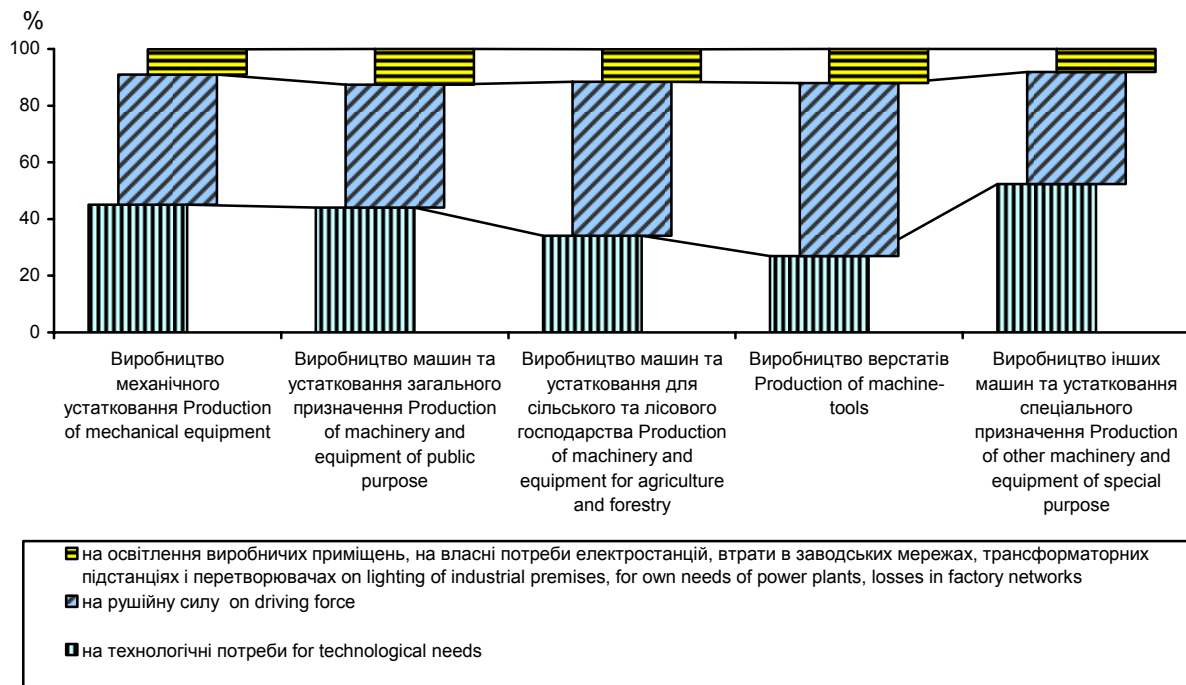 %
100
80
60
40
20
0
Виробництво
механічного
устатковання Production
of mechanical equipment
Виробництво машин та
устатковання загального
призначення Production
of machinery and
equipment of public
purpose
Виробництво машин та
устатковання для
сільського та лісового
господарства Production
of machinery and
equipment for agriculture
and forestry
Виробництво верстатів
Production of machine-
tools
Виробництво інших
машин та устатковання
спеціального
призначення Production
of other machinery and
equipment of special
purpose
на освітлення виробничих приміщень, на власні потреби електростанцій, втрати в заводських мережах, трансформаторних
підстанціях і перетворювачах on lighting of industrial premises, for own needs of power plants, losses in factory networks
на рушійну силу on driving force
на технологічні потреби for technological needs